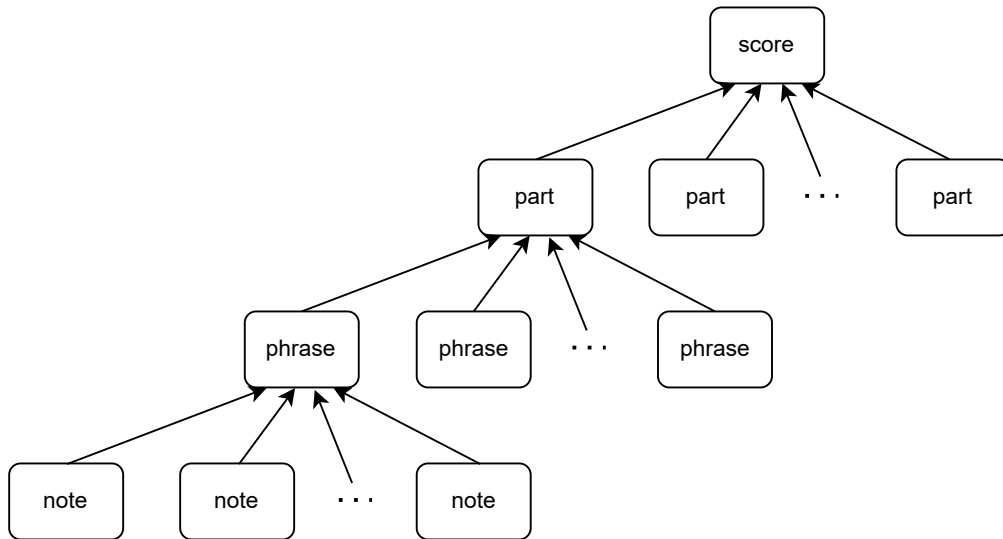 score
part
part
. . .
part
phrase
phrase
. . .
phrase
note
note
. . .
note